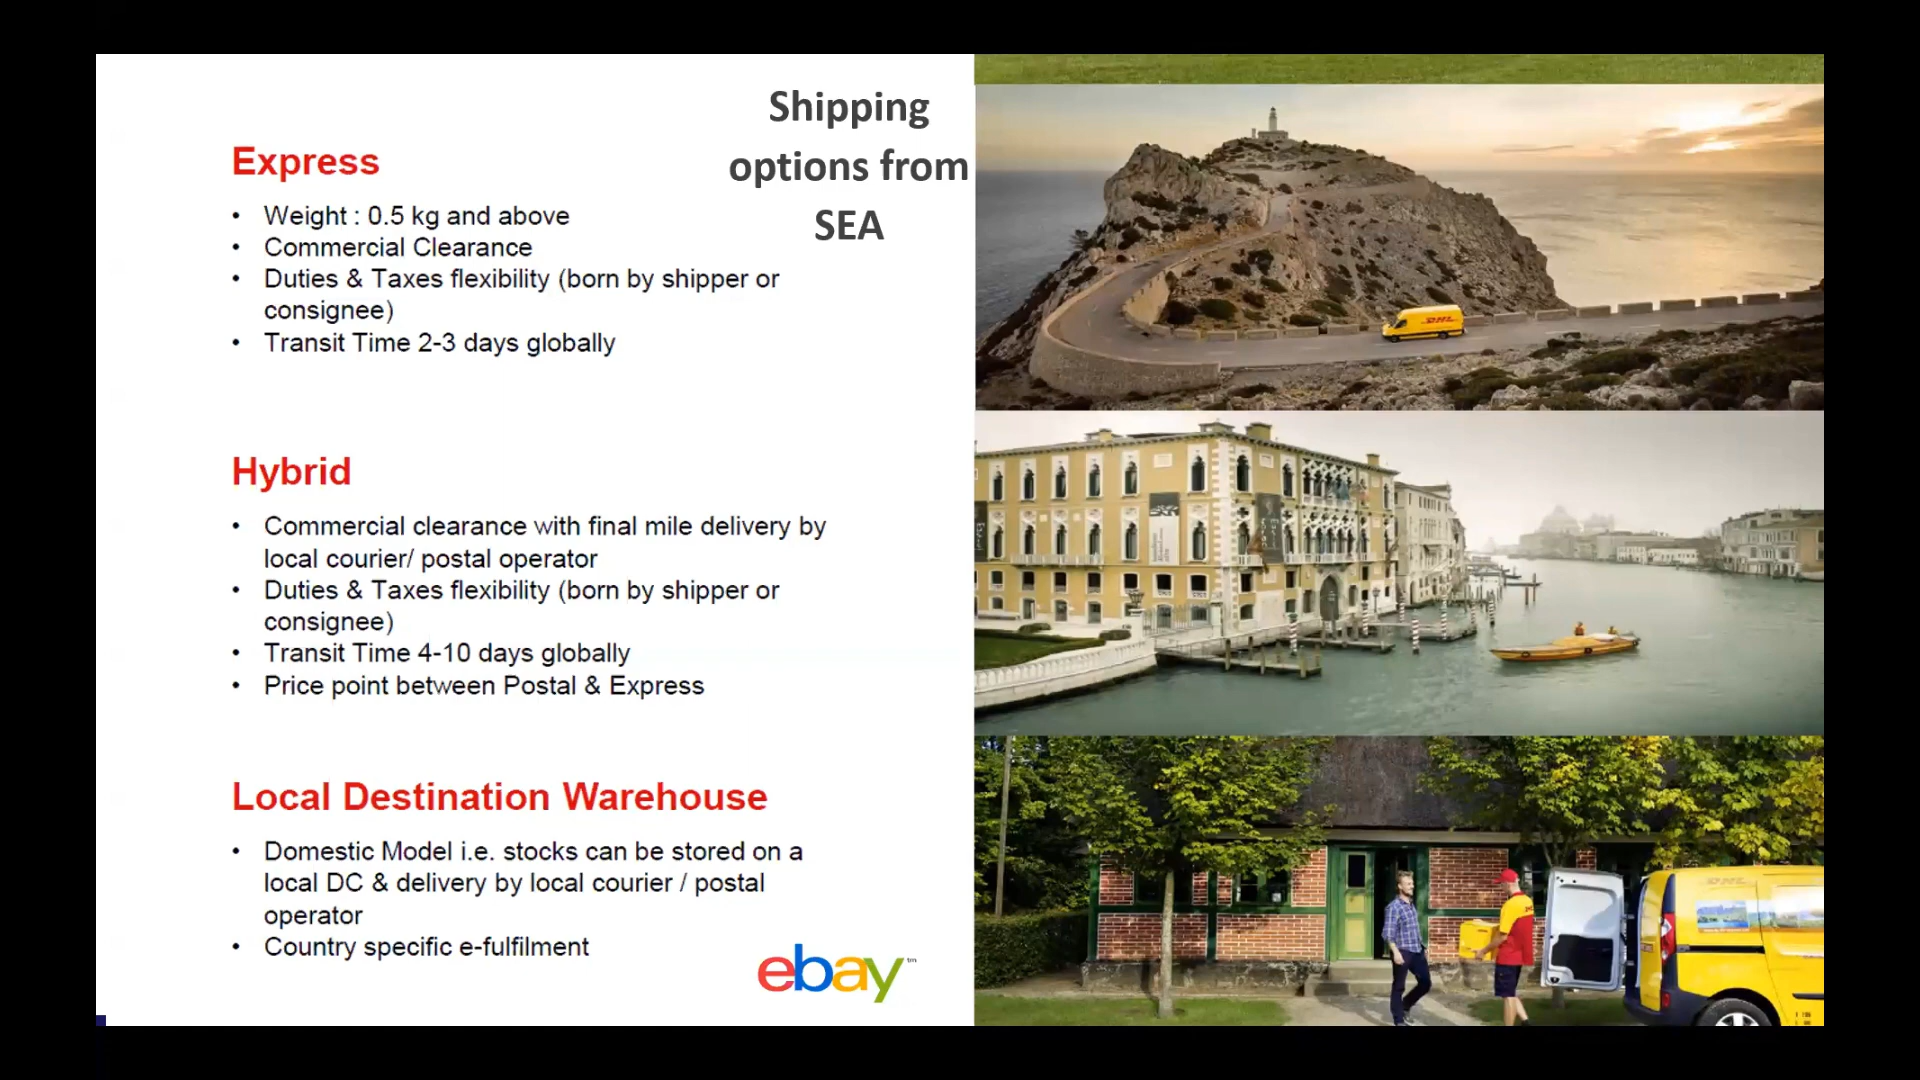 Shipping
options from
SEA
Express
• Weight : 0.5 kg and above
• Commercial Clearance
• Duties & Taxes flexibility (born by shipper or
consignee)
• Transit Time 2-3 days globally
Hybrid
• Commercial clearance with final mile delivery by
local courier/ postal operator
• Duties & Taxes flexibility (born by shipper or
consignee)
• Transit Time 4-10 days globally
• Price point between Postal & Express
Local Destination Warehouse
• Domestic Model i.e. stocks can be stored on a
local DC & delivery by local courier / postal
operator
• Country specific e-fulfilment
ebay™
DHL
DHL